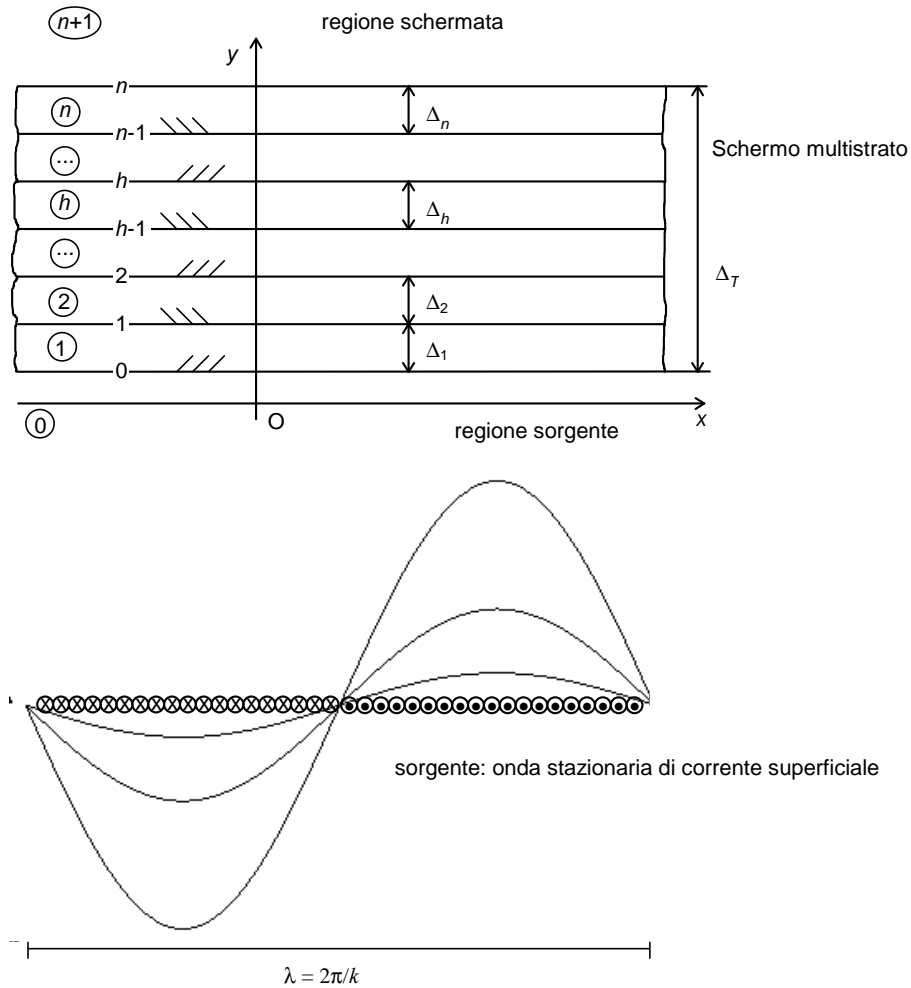 n+1
regione schermata
y
n
n
Δn
n-1
...
Schermo multistrato
h
h
Δh
h-1
...
2
ΔT
2
Δ2
1
1
Δ1
0
0
O
x
regione sorgente
sorgente: onda stazionaria di corrente superficiale
λ = 2π/k